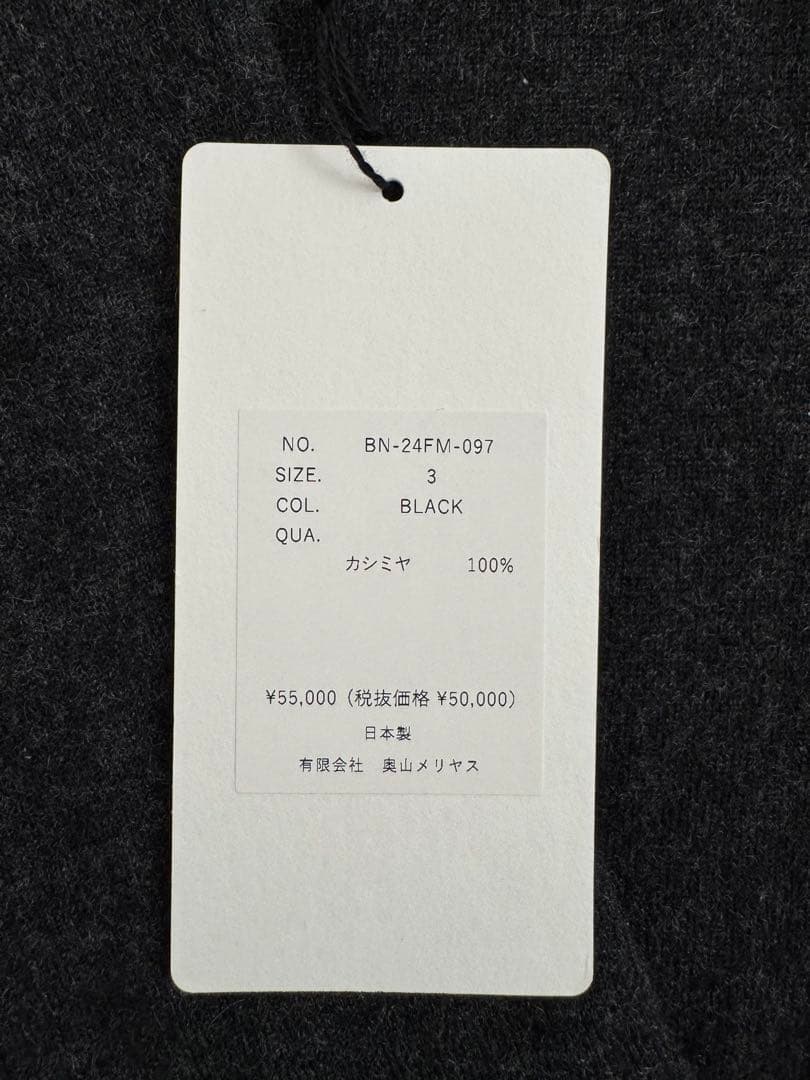 NO. BN-24FM-097
SIZE. 3
COL. BLACK
QUA.
カシミヤ 100%
¥55,000（税抜価格 ¥50,000）
日本製
有限会社 奥山メリヤス